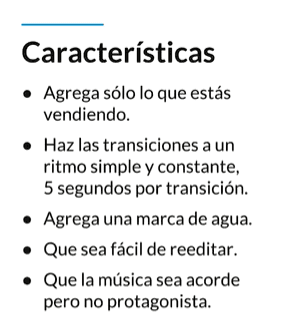 Características
● Agrega sólo lo que estás
vendiendo.
● Haz las transiciones a un
ritmo simple y constante,
5 segundos por transición.
● Agrega una marca de agua.
● Que sea fácil de reeditar.
● Que la música sea acorde
pero no protagonista.